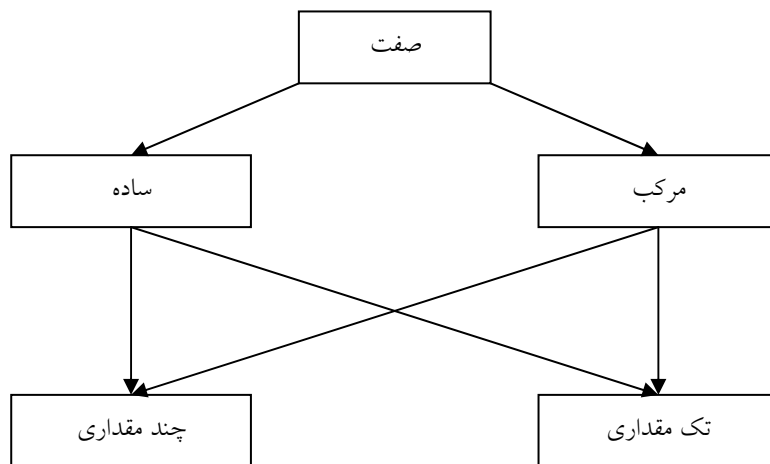 صفت
مرکب
ساده
تک مقداری
چند مقداری